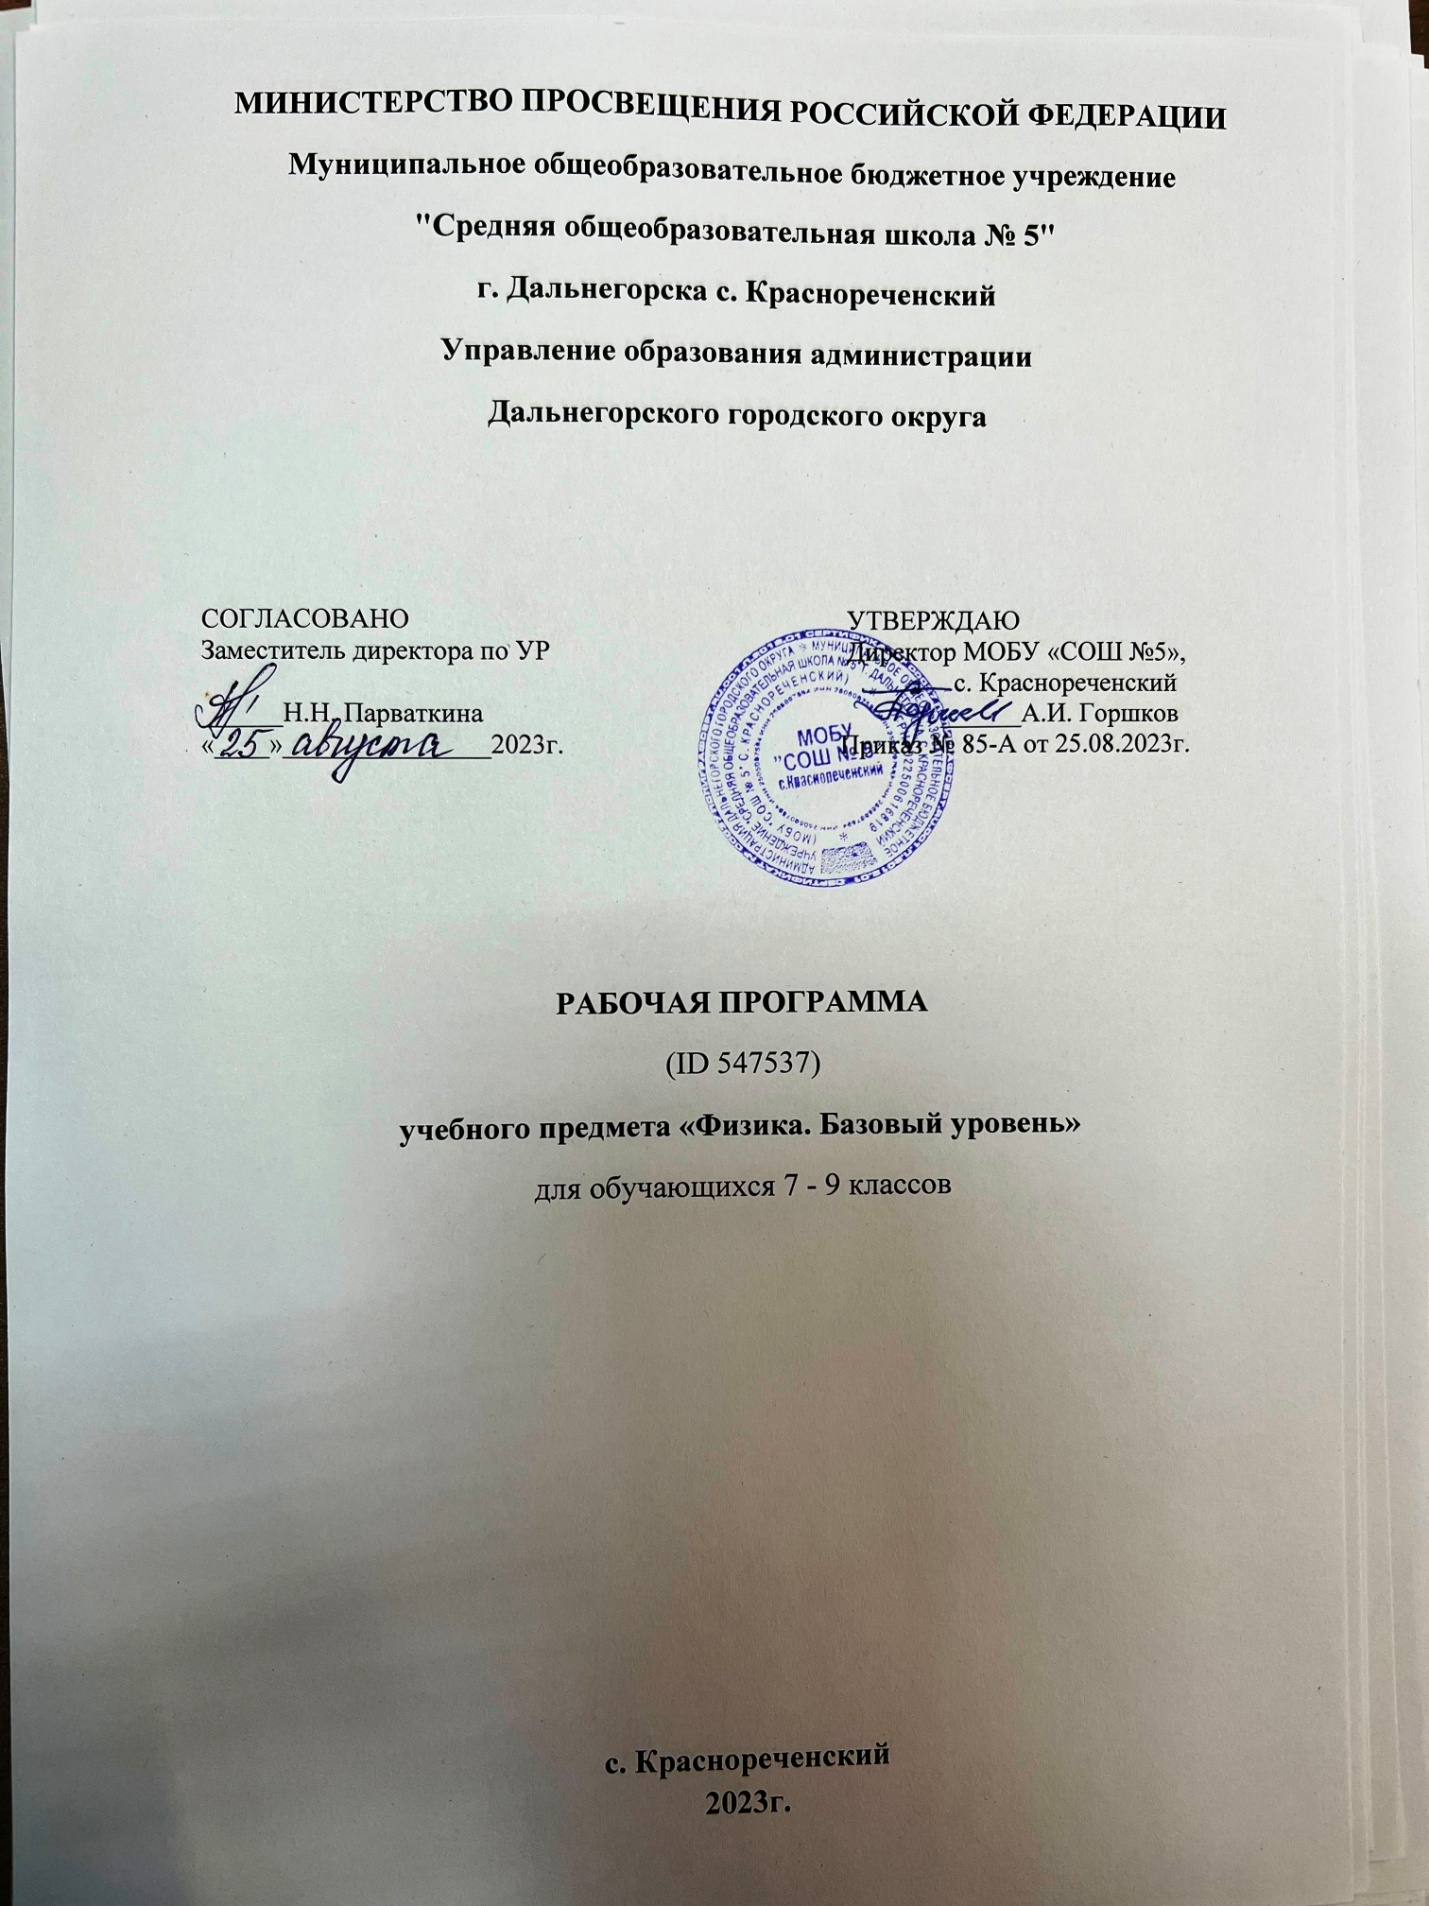 МИНИСТЕРСТВО ПРОСВЕЩЕНИЯ РОССИЙСКОЙ ФЕДЕРАЦИИ
Муниципальное общеобразовательное бюджетное учреждение
"Средняя общеобразовательная школа № 5"
г. Дальнегорска с. Краснореченский
Управление образования администрации
Дальнегорского городского округа
СОГЛАСОВАНО
Заместитель директора по УР
Н.Н. Парваткина
«25» августа 2023г.
УТВЕРЖДАЮ
Директор МОБУ «СОШ №5»,
с. Краснореченский
А.И. Горшков
Приказ № 85-А от 25.08.2023г.
МОБУ
"СОШ № 5"
с.Краснореченский
РАБОЧАЯ ПРОГРАММА
(ID 547537)
учебного предмета «Физика. Базовый уровень»
для обучающихся 7 - 9 классов
с. Краснореченский
2023г.